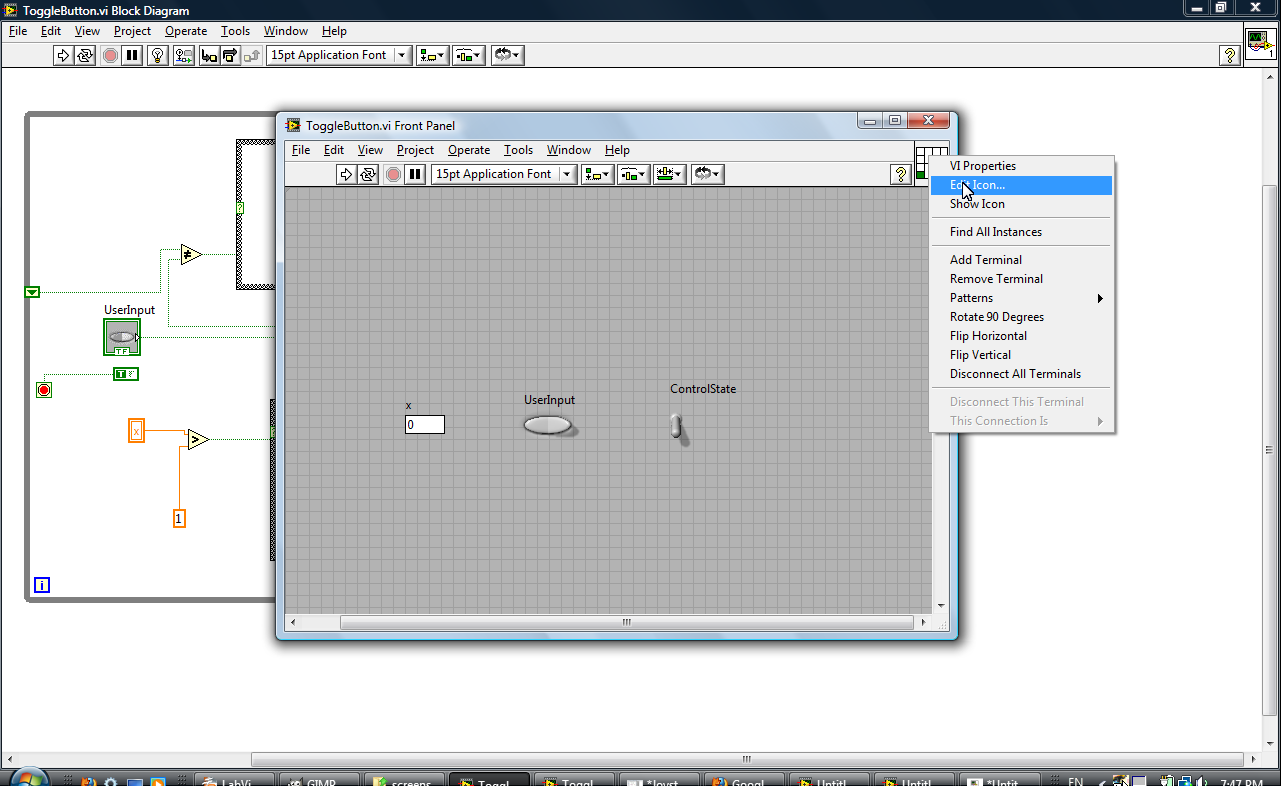 ToggleButton.vi Block Diagram
File Edit View Project Operate Tools Window Help
15pt Application Font
?
1
ToggleButton.vi Front Panel
File Edit View Project Operate Tools Window Help
15pt Application Font
?
VI Properties
Edit Icon...
Show Icon
Find All Instances
Add Terminal
Remove Terminal
Patterns
Rotate 90 Degrees
Flip Horizontal
Flip Vertical
Disconnect All Terminals
Disconnect This Terminal
This Connection Is
?
≠
UserInput
TF
T F
x
>
1
i
x
0
UserInput
ControlState
LabVi
GIMP
screens
Toggl
Toggl
*Joyst
Googl
Untitl
Untitl
*Untit
EN
7:47 PM